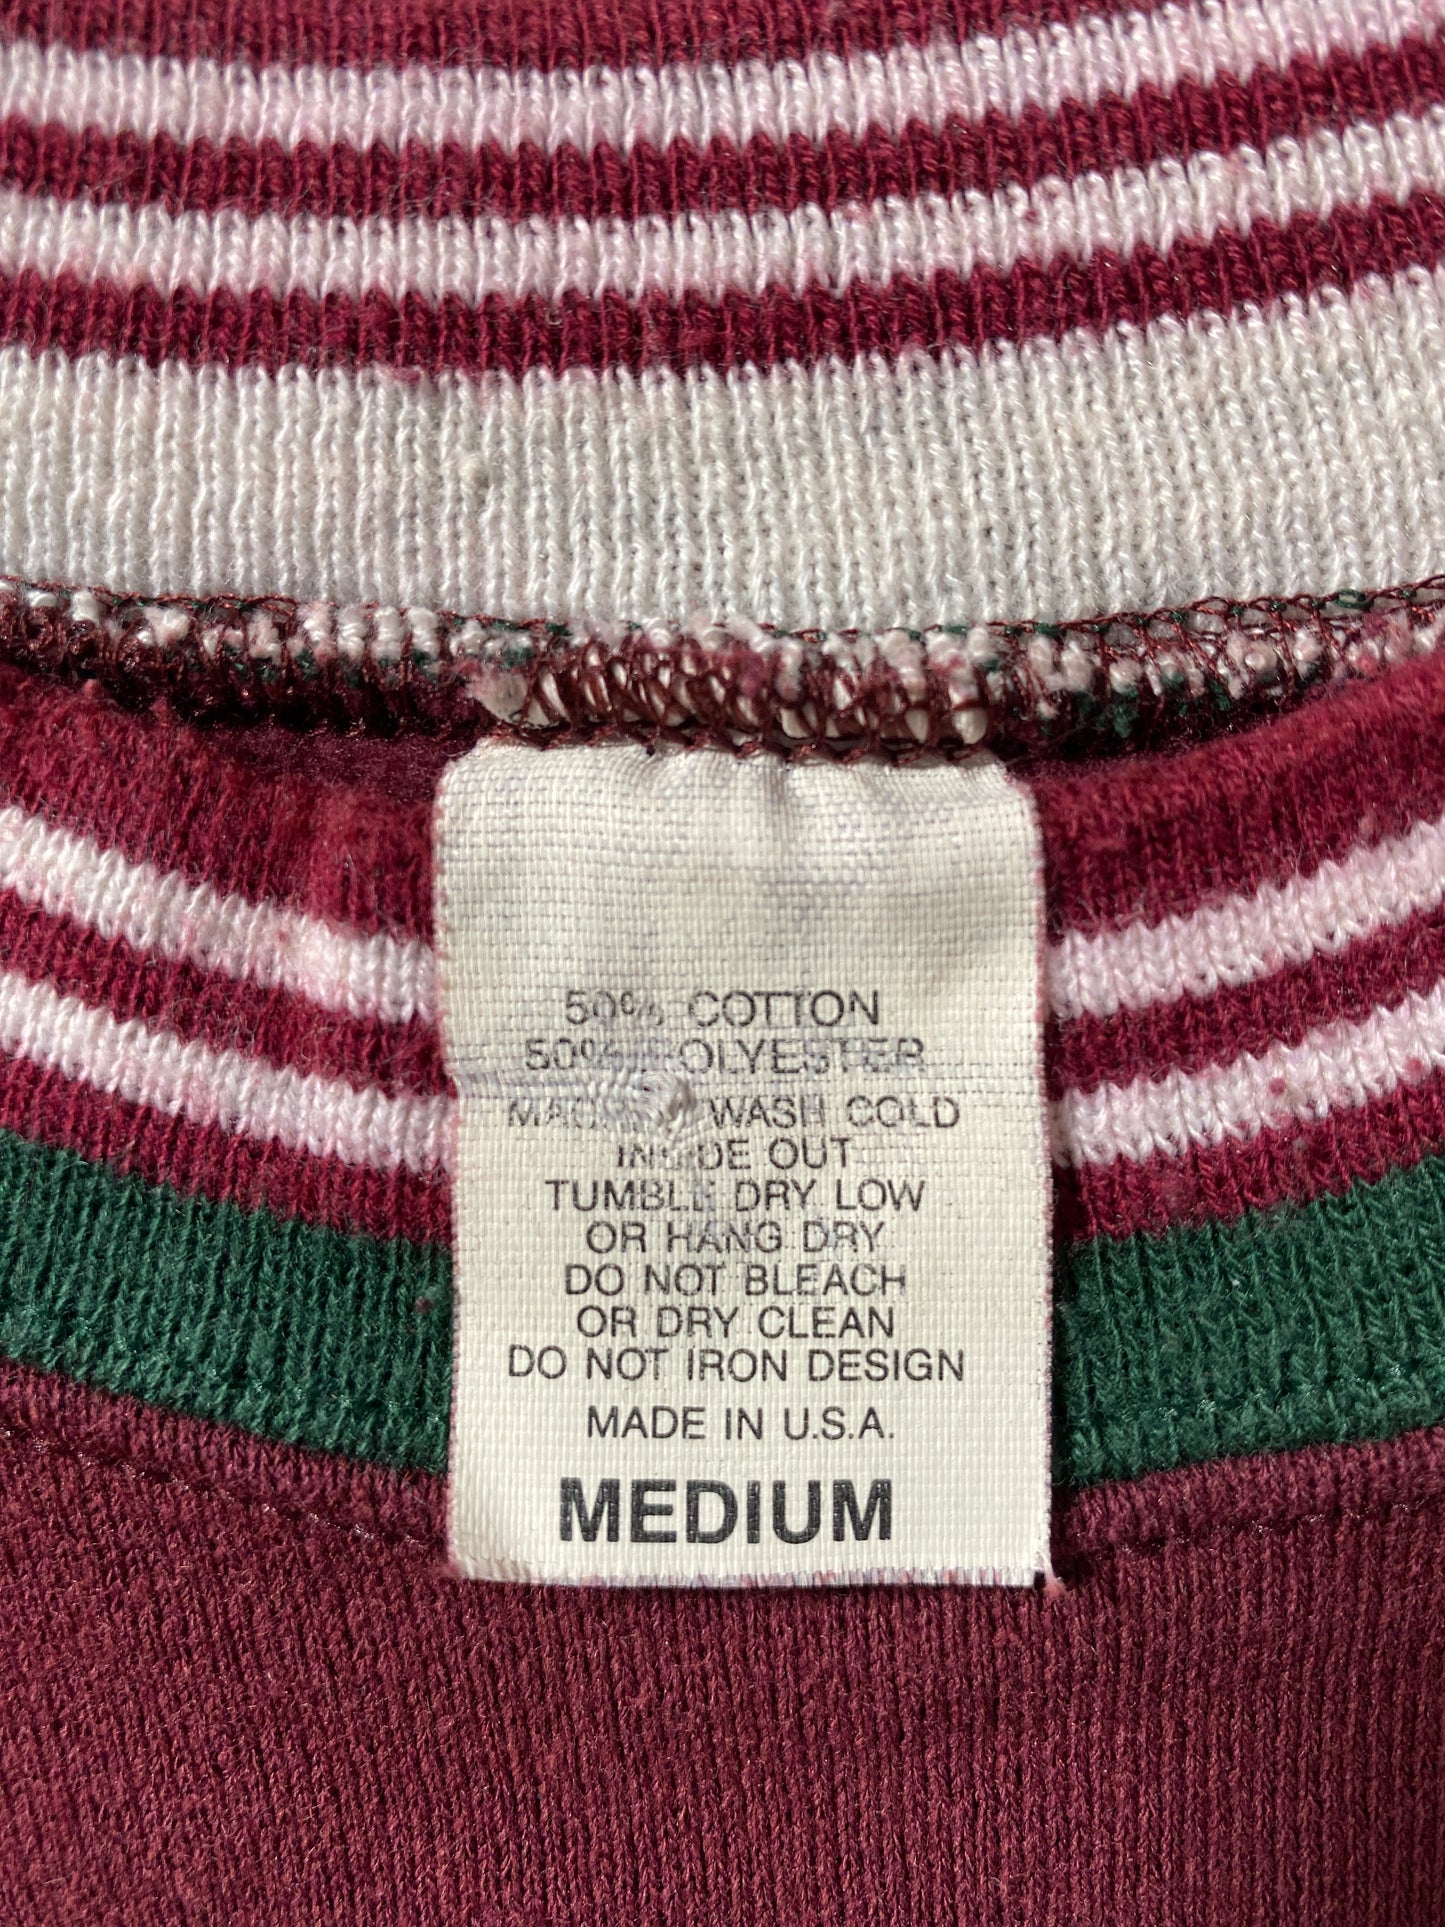 50% COTTON
50% POLYESTER
MACHINE WASH COLD
INSIDE OUT
TUMBLE DRY LOW
OR HANG DRY
DO NOT BLEACH
OR DRY CLEAN
DO NOT IRON DESIGN
MADE IN U.S.A.
MEDIUM